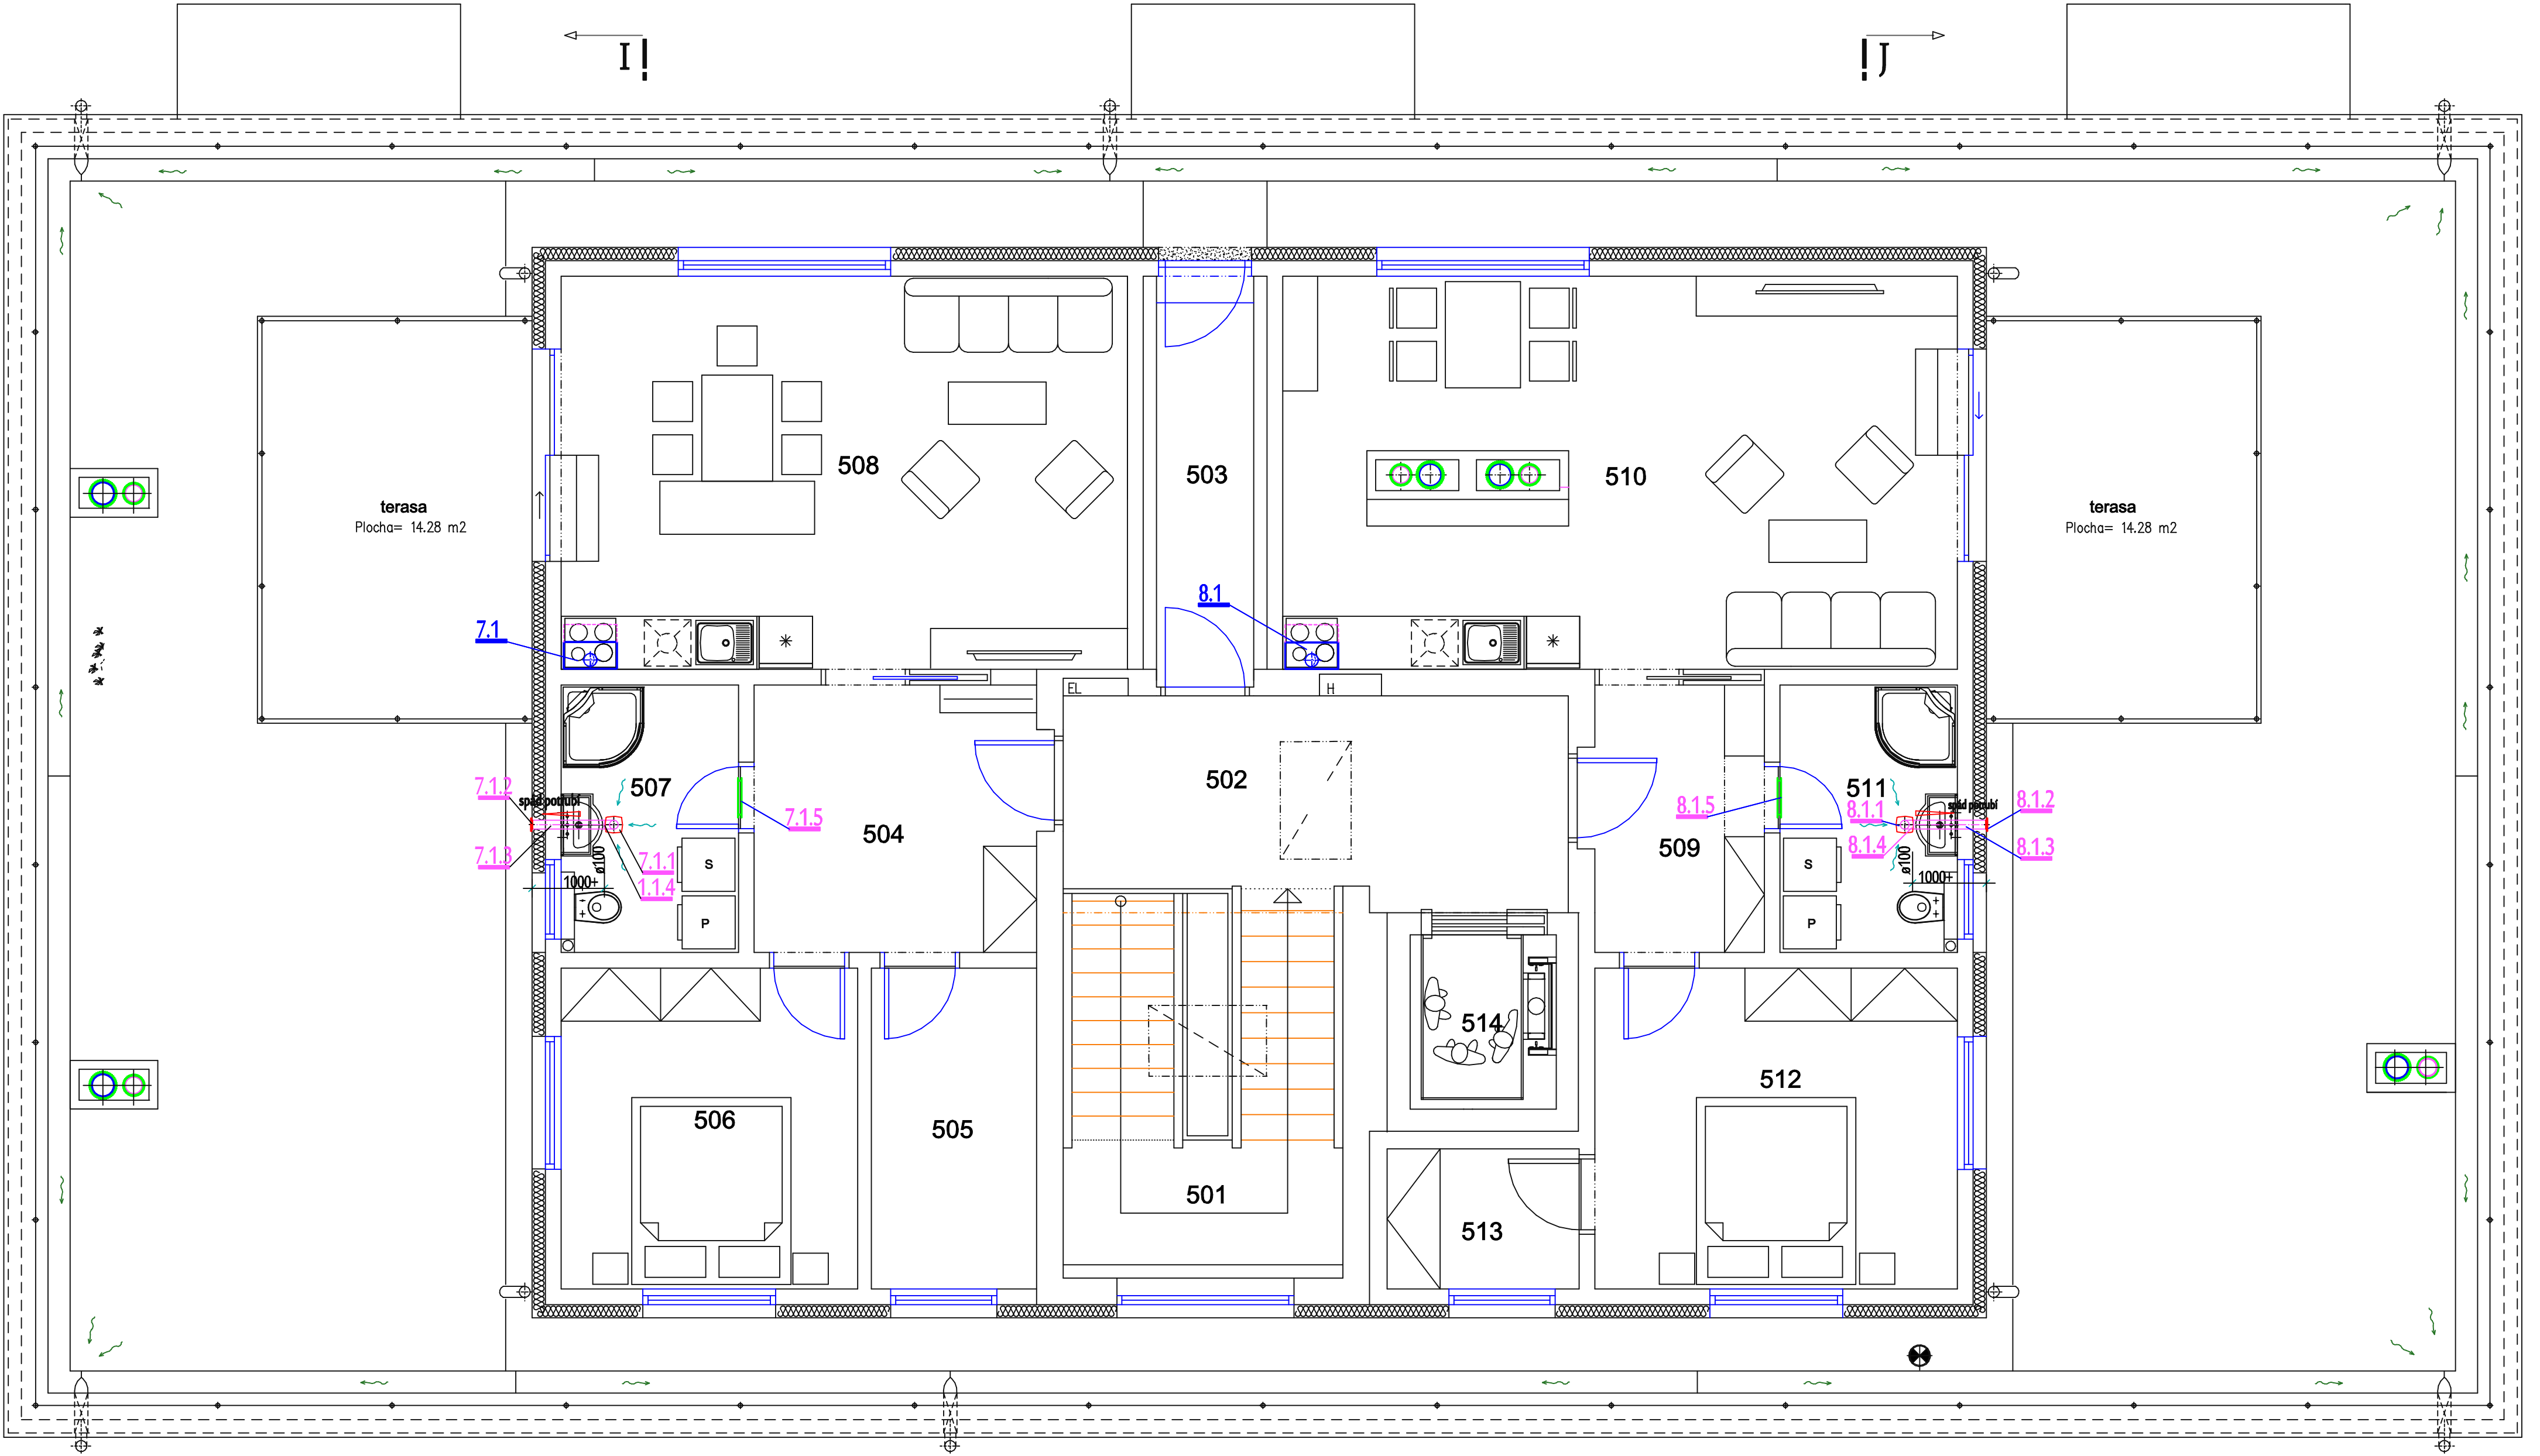 I
J
508
503
510
terasa
Plocha= 14.28 m2
terasa
Plocha= 14.28 m2
8.1
7.1
EL
H
507
502
511
7.1.2
spád potrubí
7.1.5
8.1.5
8.1.1
spád potrubí
8.1.2
504
509
7.1.3
ø100
7.1.1
S
S
8.1.4
ø100
8.1.3
1000+
1.1.4
1000+
P
P
514
506
505
512
501
513